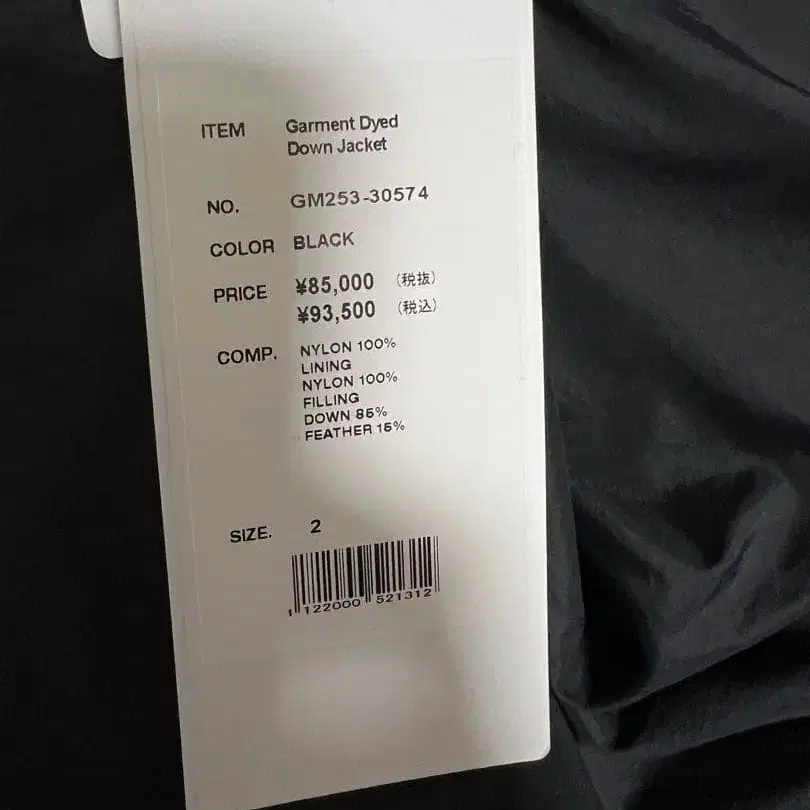 ITEM Garment Dyed
Down Jacket
NO. GM253-30574
COLOR BLACK
PRICE ¥85,000 (税抜)
¥93,500 (税込)
COMP. NYLON 100%
LINING
NYLON 100%
FILLING
DOWN 85%
FEATHER 15%
SIZE. 2
1 122000 521312